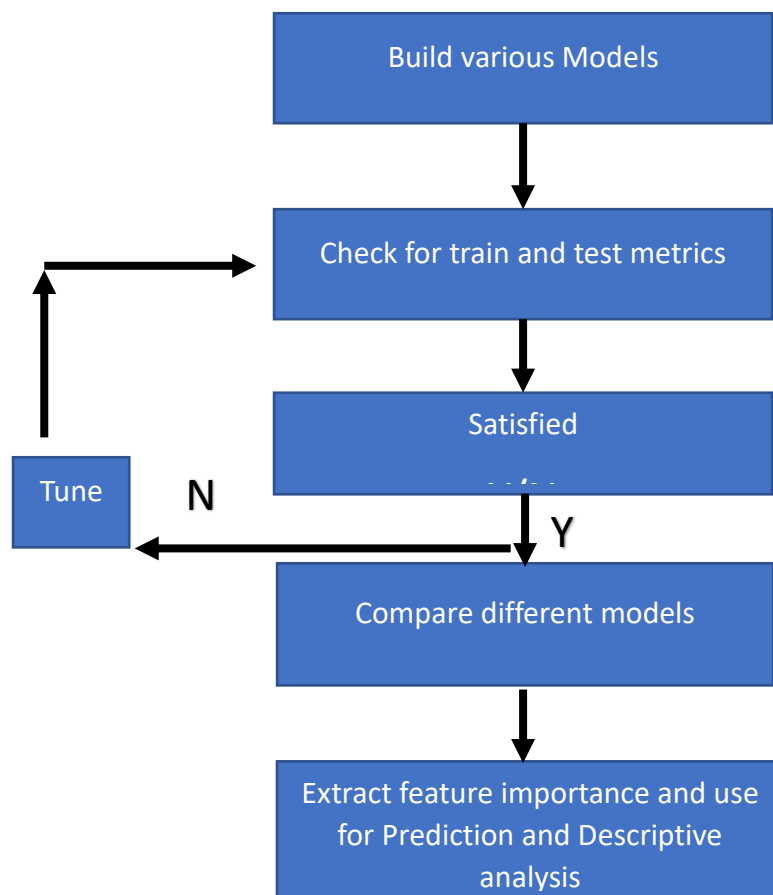 Build various Models
Check for train and test metrics
Satisfied
Tune
N
Y
Compare different models
Extract feature importance and use
for Prediction and Descriptive
analysis